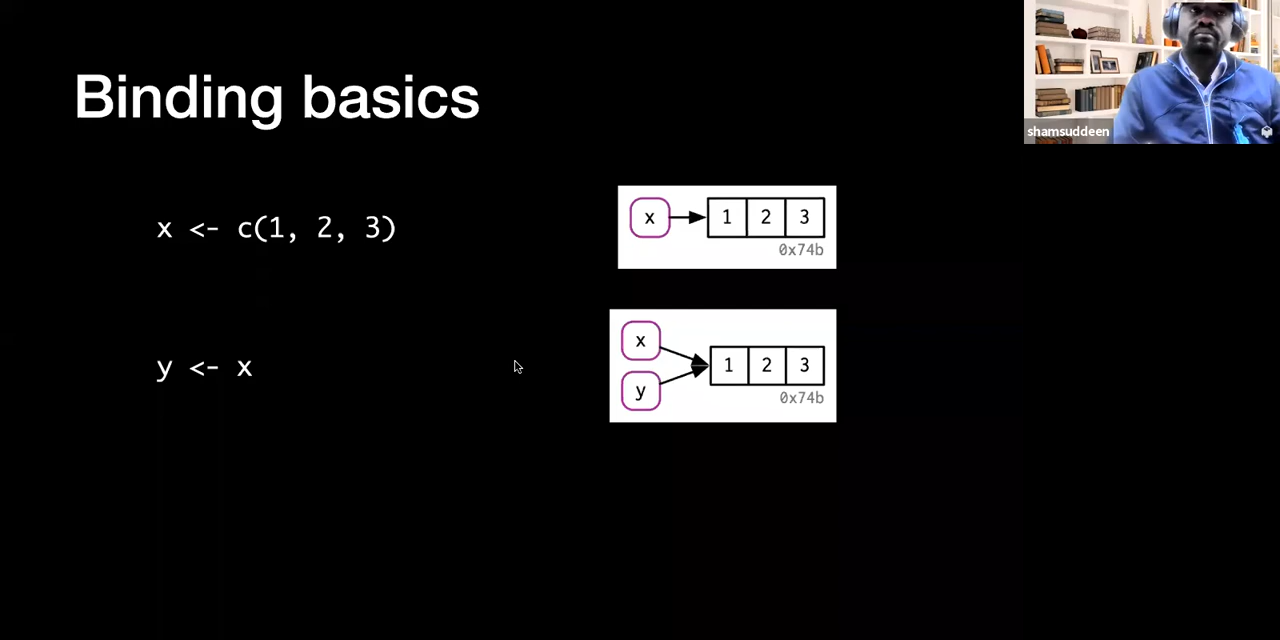 Binding basics
shamsuddeen
x <- c(1, 2, 3)
x 1 2 3
0x74b
y <- x
x
y
1 2 3
0x74b